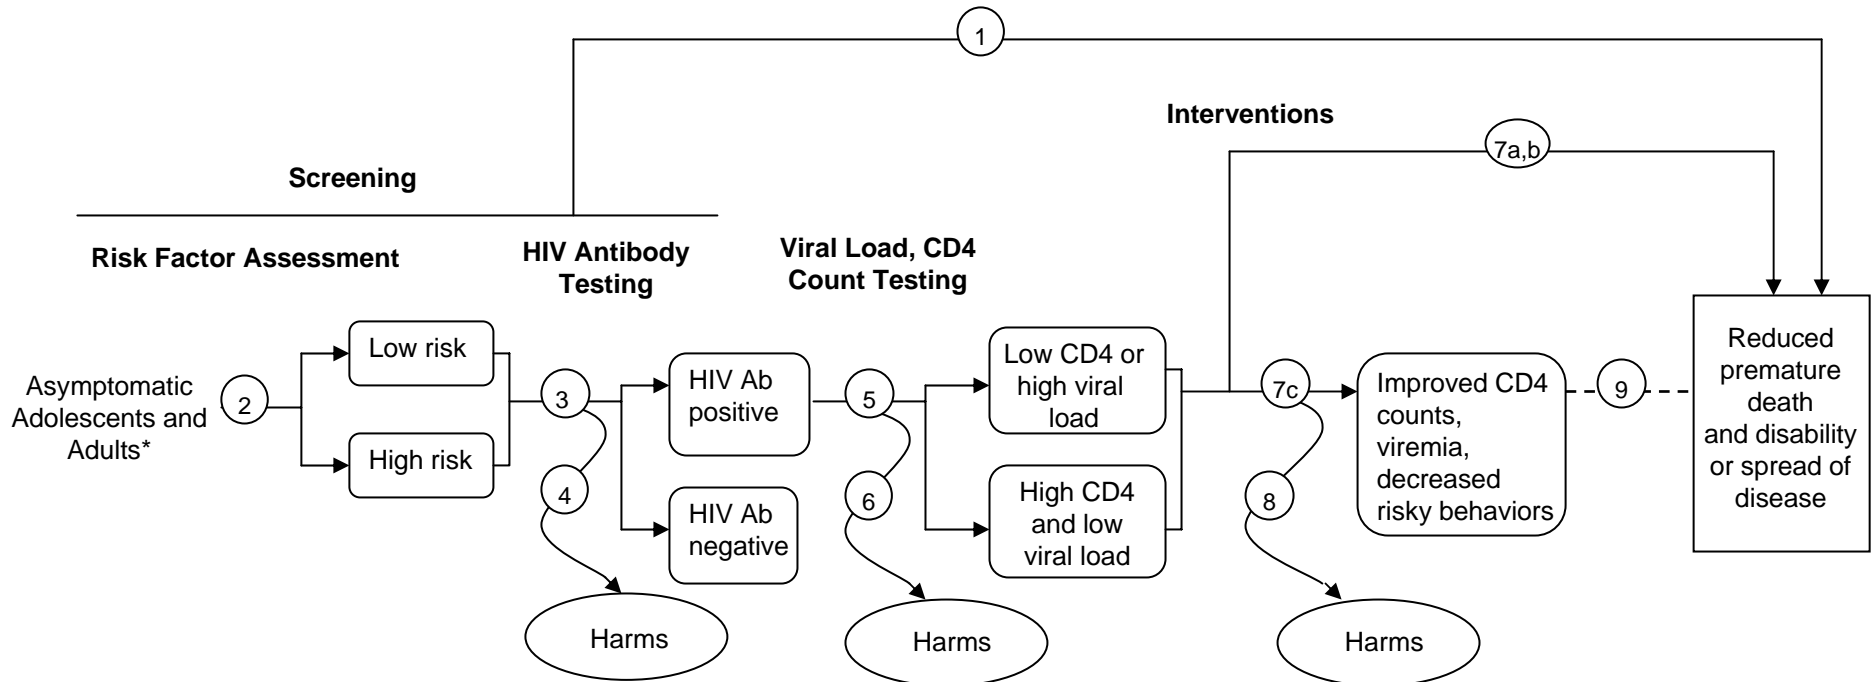 1
Interventions
7a,b
Screening
Risk Factor Assessment
HIV Antibody
Testing
Viral Load, CD4
Count Testing
Asymptomatic
Adolescents and
Adults*
2
Low risk
High risk
3
4
HIV Ab
positive
HIV Ab
negative
Harms
5
6
Low CD4 or
high viral
load
High CD4
and low
viral load
Harms
7c
8
Improved CD4
counts,
viremia,
decreased
risky behaviors
Harms
9
Reduced
premature
death
and disability
or spread of
disease